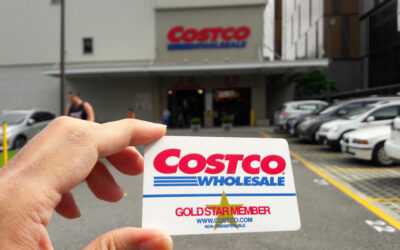 COSTCO
WHOLESALE
COSTCO
WHOLESALE
GOLD STAR MEMBER
WWW.COSTCO.COM
NON-TRANSFERABLE